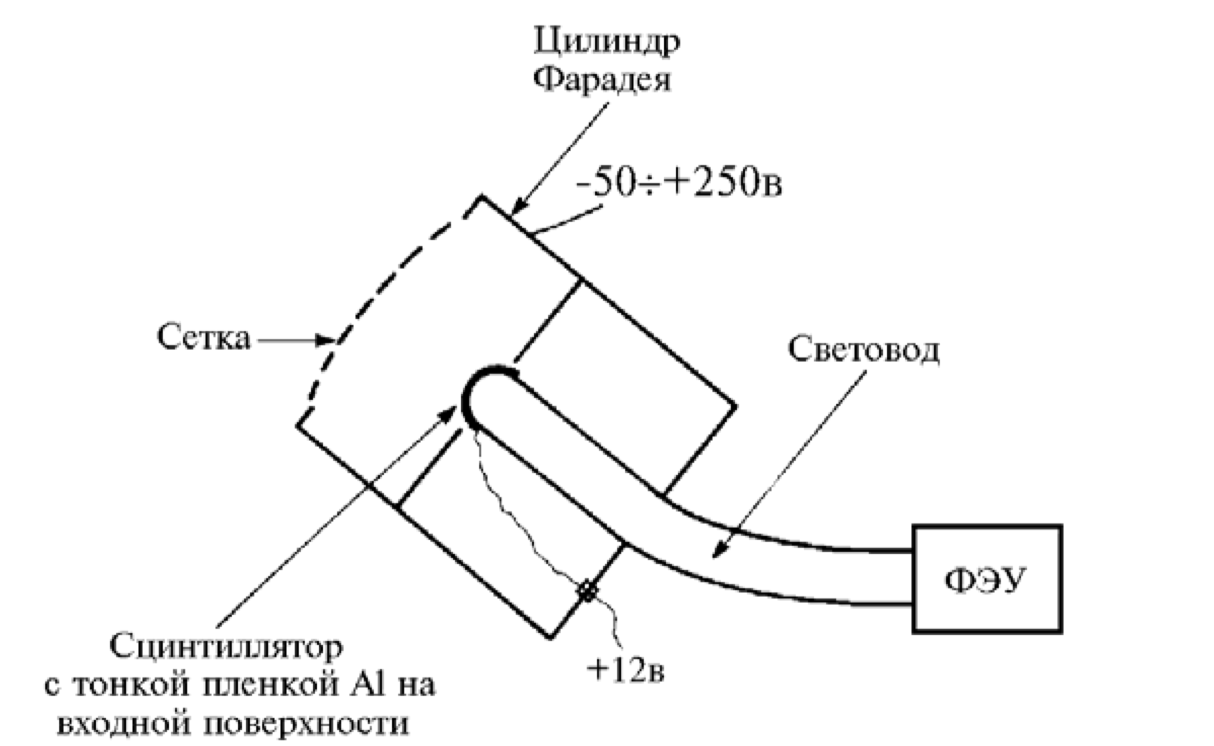 Цилиндр
Фарадея
-50÷+250в
Сетка
Световод
ФЭУ
Сцинтиллятор
с тонкой пленкой Al на
входной поверхности
+12в